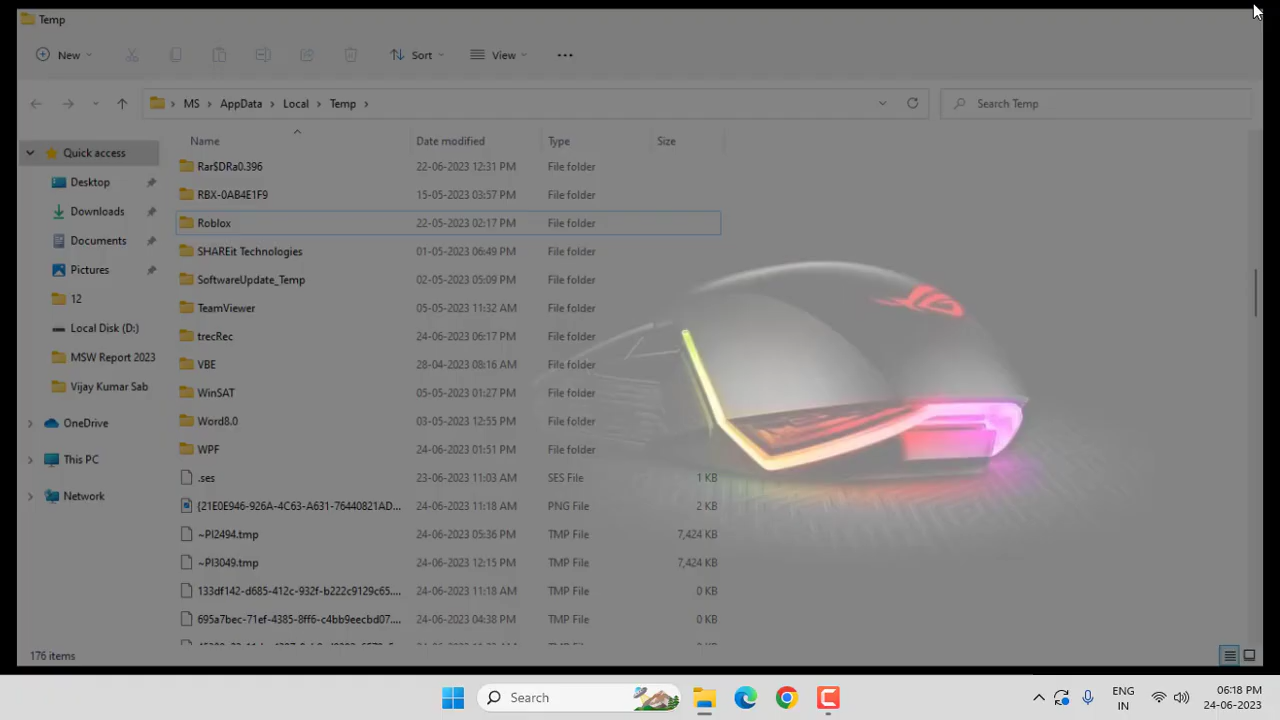 Temp
New Sort View
MS AppData Local Temp Search Temp
Name Date modified Type Size
Quick access
Desktop
Downloads
Documents
Pictures
12
Local Disk (D:)
MSW Report 2023
Vijay Kumar Sab
OneDrive
This PC
Network
Rar$DRa0.396 22-06-2023 12:31 PM File folder
RBX-0AB4E1F9 15-05-2023 03:57 PM File folder
Roblox 22-05-2023 02:17 PM File folder
SHAREit Technologies 01-05-2023 06:49 PM File folder
SoftwareUpdate_Temp 02-05-2023 05:09 PM File folder
TeamViewer 05-05-2023 11:32 AM File folder
trecRec 24-06-2023 06:17 PM File folder
VBE 28-04-2023 08:16 AM File folder
WinSAT 05-05-2023 01:27 PM File folder
Word8.0 03-05-2023 12:55 PM File folder
WPF 24-06-2023 01:51 PM File folder
.ses 23-06-2023 11:03 AM SES File 1 KB
{21E0E946-926A-4C63-A631-76440821AD... 24-06-2023 11:18 AM PNG File 2 KB
~PI2494.tmp 24-06-2023 05:36 PM TMP File 7,424 KB
~PI3049.tmp 24-06-2023 12:15 PM TMP File 7,424 KB
133df142-d685-412c-932f-b222c9129c65.... 24-06-2023 11:18 AM TMP File 0 KB
695a7bec-71ef-4385-8ff6-c4bb9eecbd07.... 24-06-2023 04:38 PM TMP File 0 KB
176 items
Search
ENG
IN
06:18 PM
24-06-2023